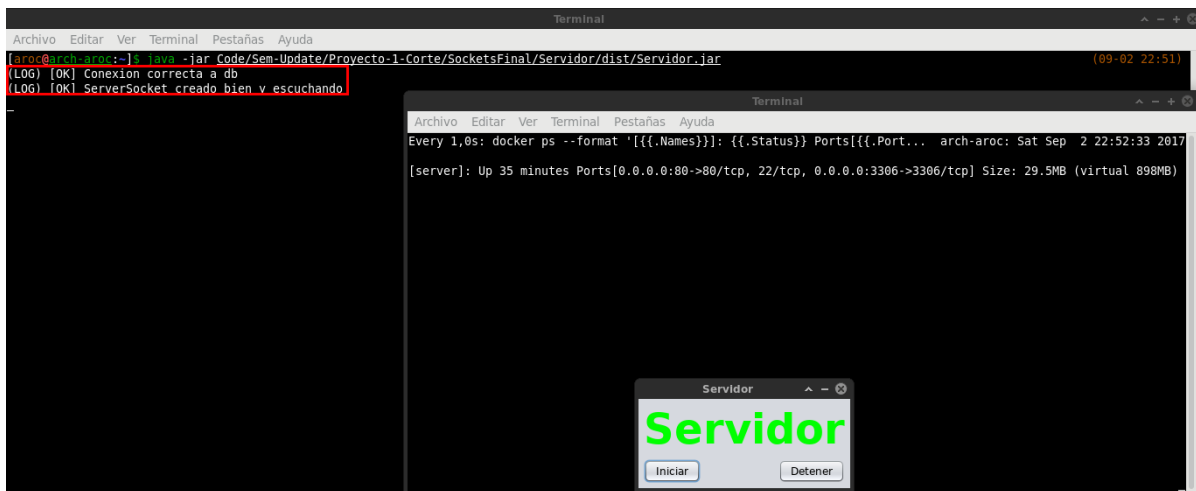 Terminal
Archivo Editar Ver Terminal Pestañas Ayuda
[aroc@arch-aroc:~]$ java -jar Code/Sem-Update/Proyecto-1-Corte/SocketsFinal/Servidor/dist/Servidor.jar (09-02 22:51)
(LOG) [OK] Conexion correcta a db
(LOG) [OK] ServerSocket creado bien y escuchando
Terminal
Archivo Editar Ver Terminal Pestañas Ayuda
Every 1,0s: docker ps --format '[{{.Names}}]: {{.Status}} Ports[{{.Port... arch-aroc: Sat Sep 2 22:52:33 2017
[server]: Up 35 minutes Ports[0.0.0.0:80->80/tcp, 22/tcp, 0.0.0.0:3306->3306/tcp] Size: 29.5MB (virtual 898MB)
Servidor
Servidor
Iniciar Detener